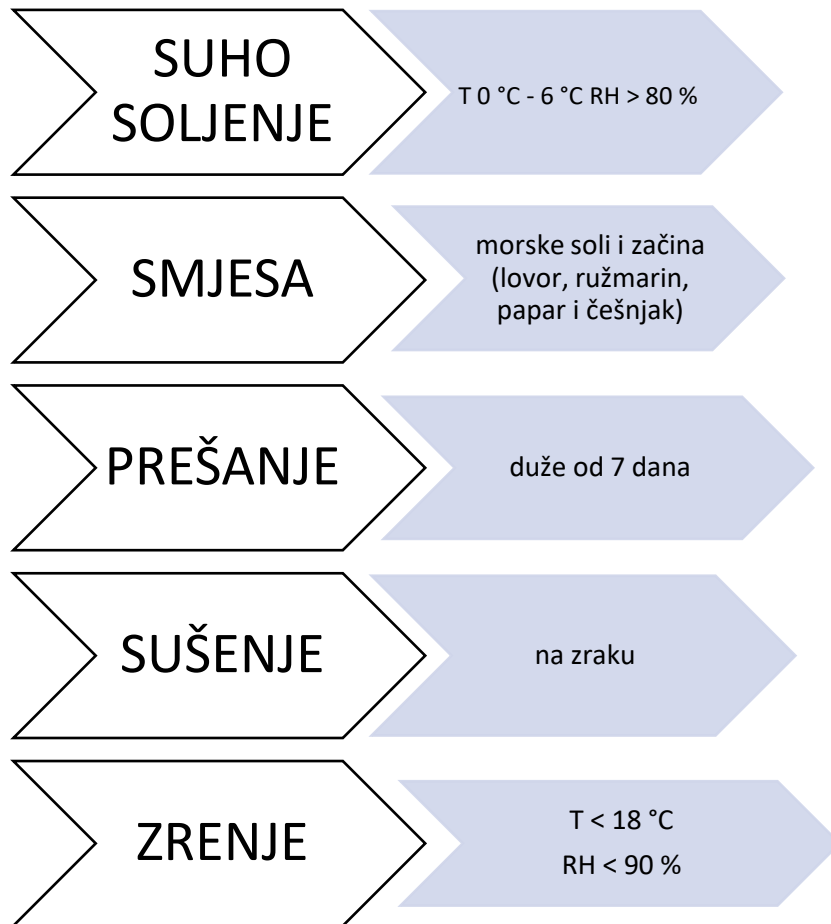 SUHO
SOLJENJE
T 0 °C - 6 °C RH > 80 %
SMJESA
morske soli i začina
(lovor, ružmarin,
papar i češnjak)
PREŠANJE
duže od 7 dana
SUŠENJE
na zraku
ZRENJE
T < 18 °C
RH < 90 %